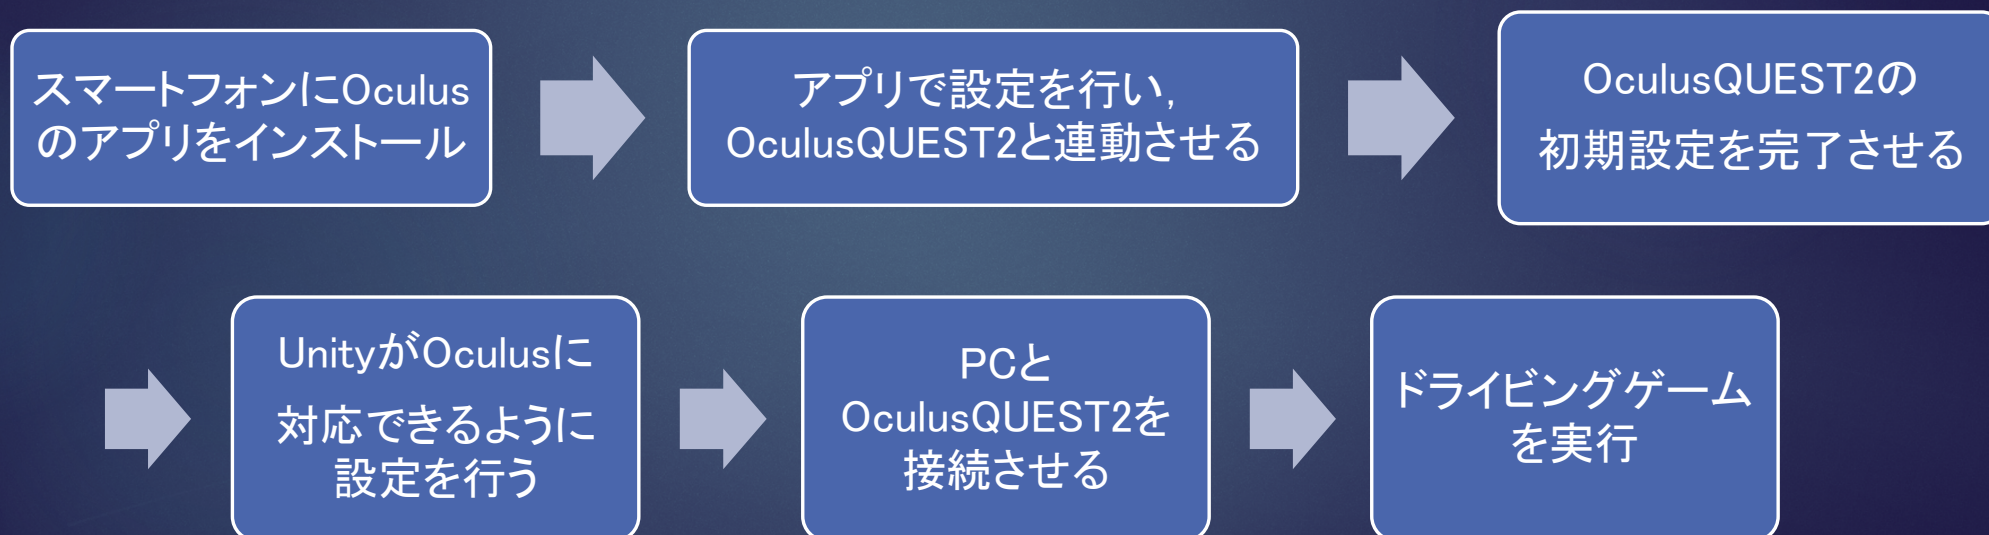 スマートフォンにOculus
のアプリをインストール
アプリで設定を行い,
OculusQUEST2と連動させる
OculusQUEST2の
初期設定を完了させる
UnityがOculusに
対応できるように
設定を行う
PCと
OculusQUEST2を
接続させる
ドライビングゲーム
を実行